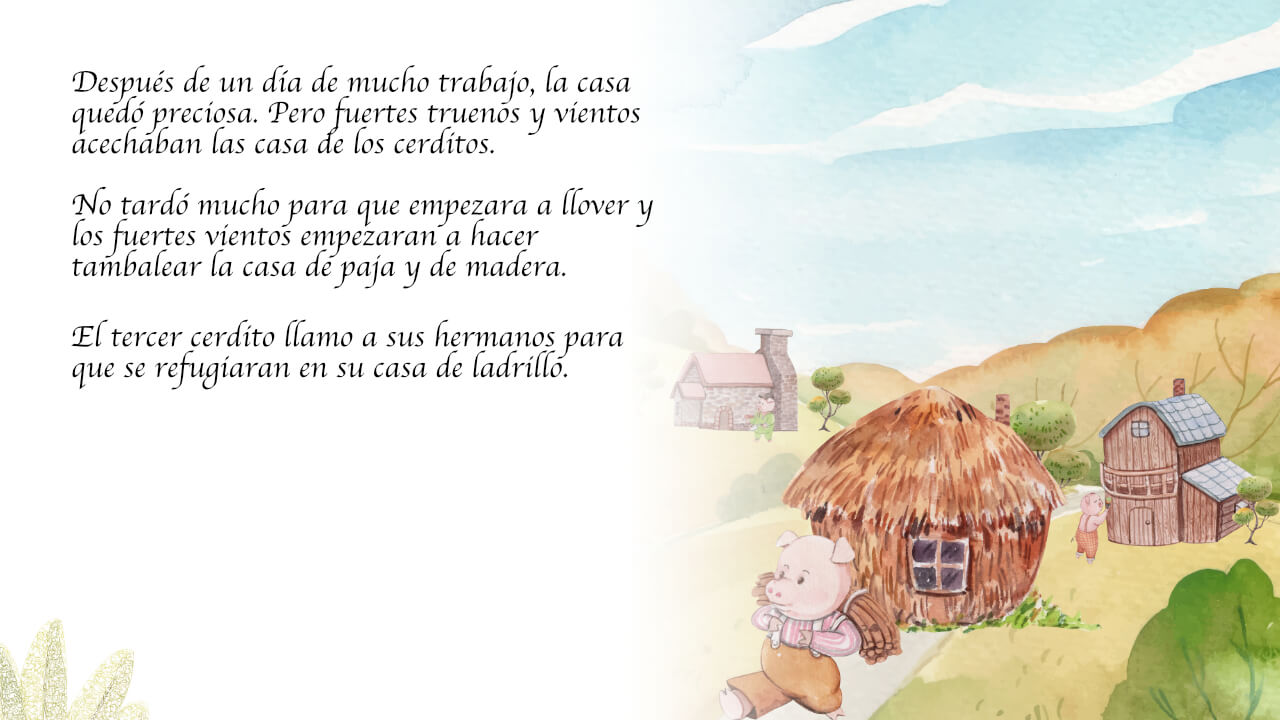 Después de un día de mucho trabajo, la casa
quedó preciosa. Pero fuertes truenos y vientos
acechaban las casa de los cerditos.
No tardó mucho para que empezara a llover y
los fuertes vientos empezaran a hacer
tambalear la casa de paja y de madera.
El tercer cerdito llamo a sus hermanos para
que se refugiaran en su casa de ladrillo.